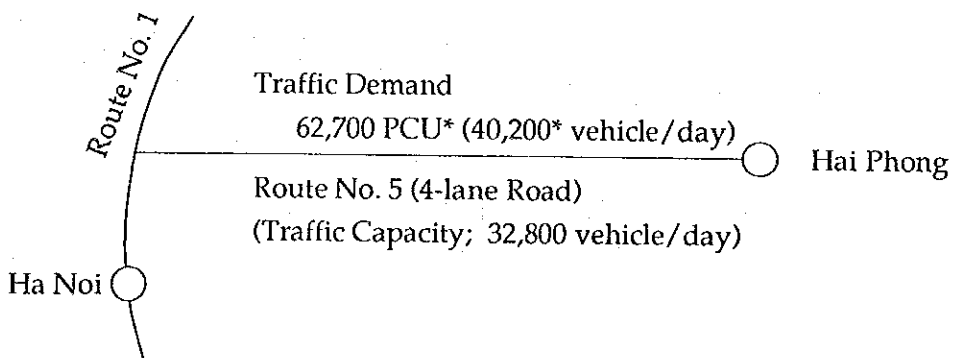 Route No. 1
Traffic Demand
62,700 PCU* (40,200* vehicle/day)
Hai Phong
Route No. 5 (4-lane Road)
(Traffic Capacity; 32,800 vehicle/day)
Ha Noi